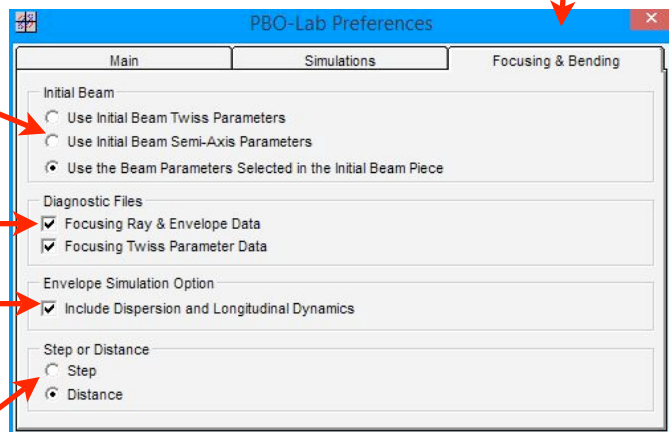 PBO-Lab Preferences
Main Simulations Focusing & Bending
Initial Beam
Use Initial Beam Twiss Parameters
Use Initial Beam Semi-Axis Parameters
Use the Beam Parameters Selected in the Initial Beam Piece
Diagnostic Files
Focusing Ray & Envelope Data
Focusing Twiss Parameter Data
Envelope Simulation Option
Include Dispersion and Longitudinal Dynamics
Step or Distance
Step
Distance